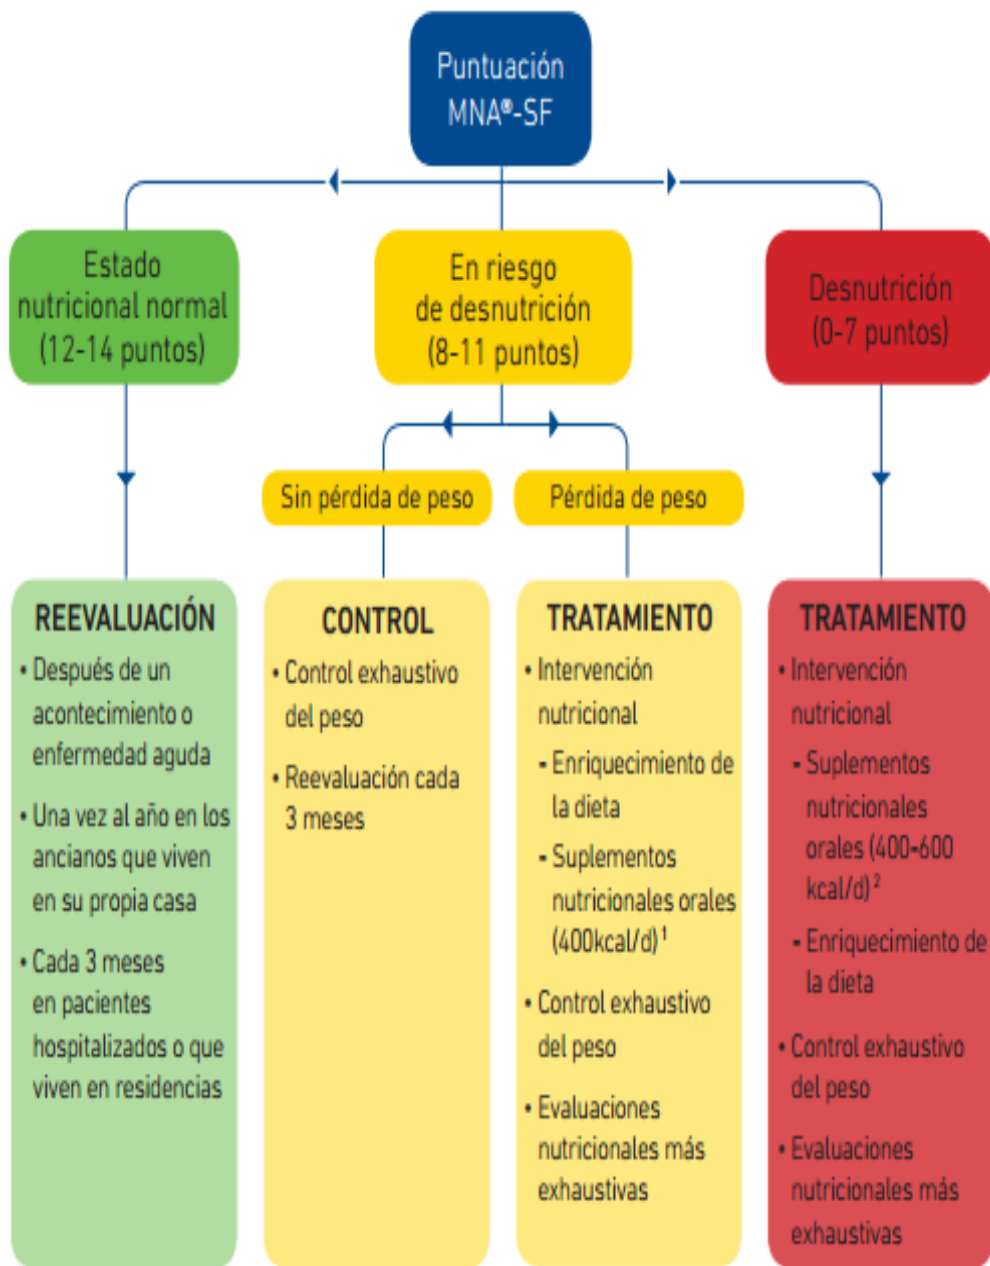 Puntuación
MNA®-SF
Estado
nutricional normal
(12-14 puntos)
En riesgo
de desnutrición
(8-11 puntos)
Desnutrición
(0-7 puntos)
Sin pérdida de peso
Pérdida de peso
REEVALUACIÓN
• Después de un
acontecimiento o
enfermedad aguda
• Una vez al año en los
ancianos que viven
en su propia casa
• Cada 3 meses
en pacientes
hospitalizados o que
viven en residencias
CONTROL
• Control exhaustivo
del peso
• Reevaluación cada
3 meses
TRATAMIENTO
• Intervención
nutricional
- Enriquecimiento de
la dieta
- Suplementos
nutricionales orales
(400kcal/d)¹
• Control exhaustivo
del peso
• Evaluaciones
nutricionales más
exhaustivas
TRATAMIENTO
• Intervención
nutricional
- Suplementos
nutricionales
orales (400-600
kcal/d)²
- Enriquecimiento de
la dieta
• Control exhaustivo
del peso
• Evaluaciones
nutricionales más
exhaustivas